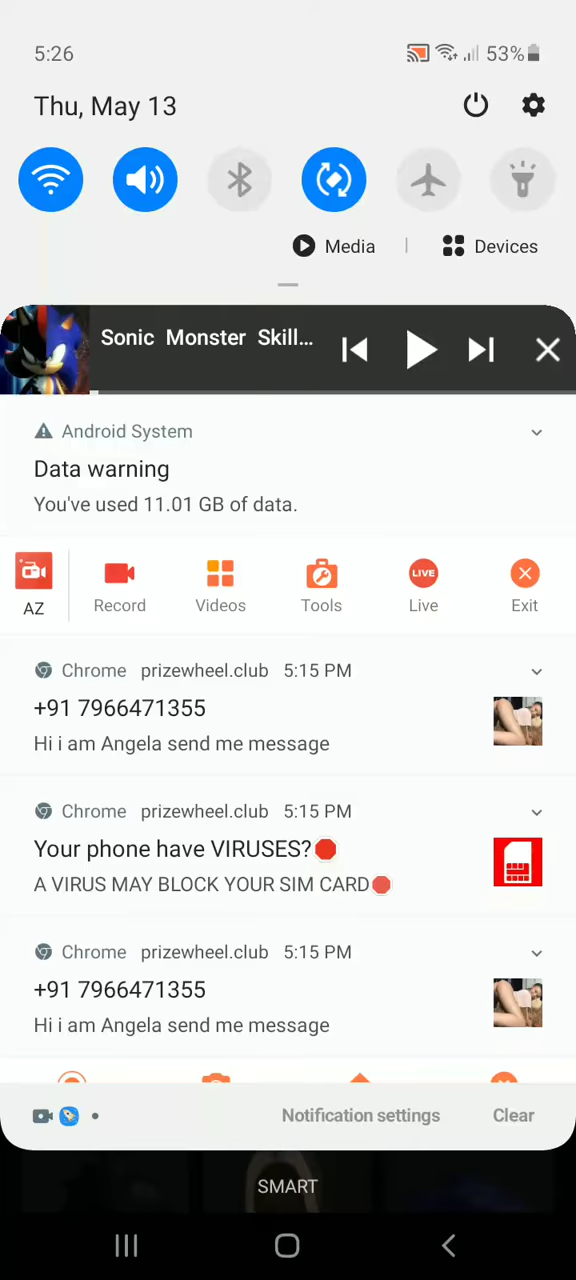 5:26
53%
Thu, May 13
Media | Devices
Sonic Monster Skill...
Android System
Data warning
You've used 11.01 GB of data.
AZ
Record
Videos
Tools
LIVE
Live
Exit
Chrome prizewheel.club 5:15 PM
+91 7966471355
Hi i am Angela send me message
Chrome prizewheel.club 5:15 PM
Your phone have VIRUSES?🛑
A VIRUS MAY BLOCK YOUR SIM CARD🛑
Chrome prizewheel.club 5:15 PM
+91 7966471355
Hi i am Angela send me message
Notification settings
Clear
SMART